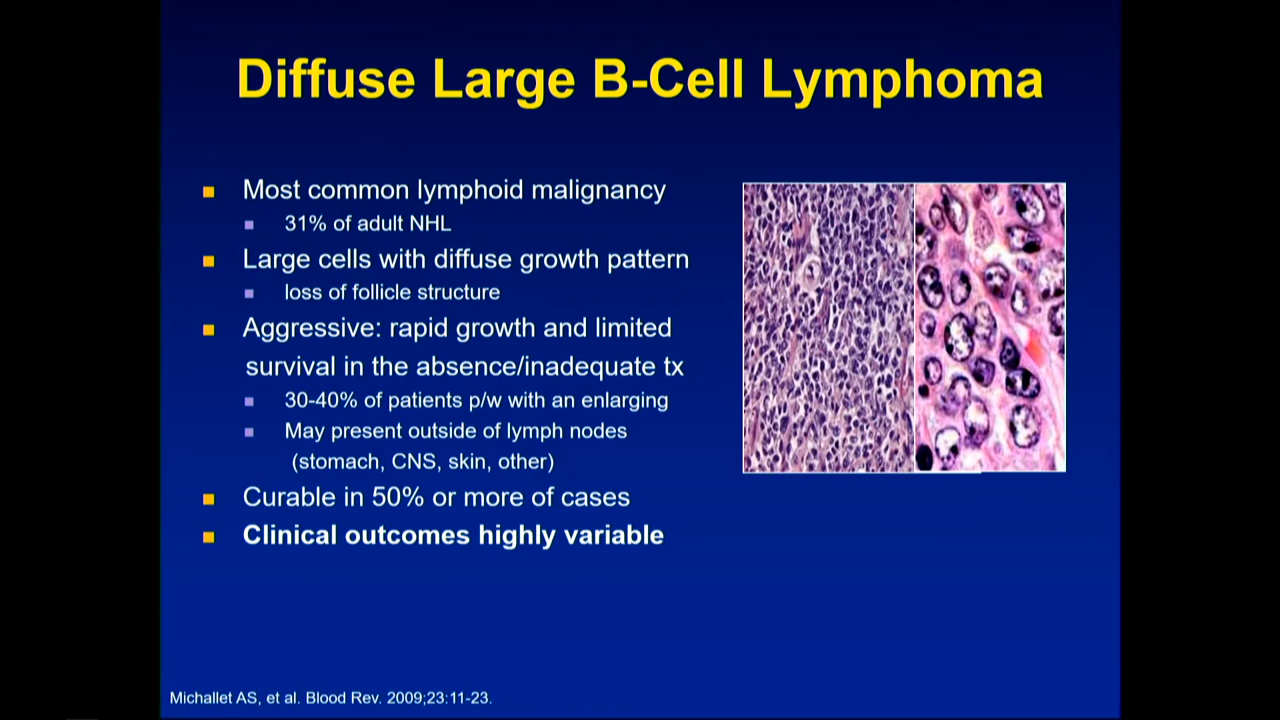 Diffuse Large B-Cell Lymphoma
Most common lymphoid malignancy
31% of adult NHL
Large cells with diffuse growth pattern
loss of follicle structure
Aggressive: rapid growth and limited
survival in the absence/inadequate tx
30-40% of patients p/w with an enlarging
May present outside of lymph nodes
(stomach, CNS, skin, other)
Curable in 50% or more of cases
Clinical outcomes highly variable
Michallet AS, et al. Blood Rev. 2009;23:11-23.